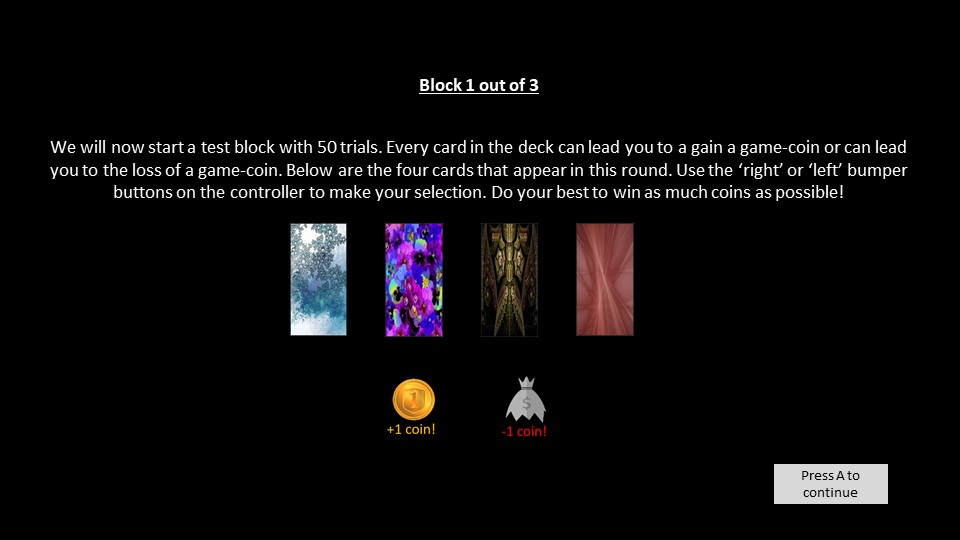 Block 1 out of 3
We will now start a test block with 50 trials. Every card in the deck can lead you to a gain a game-coin or can lead
you to the loss of a game-coin. Below are the four cards that appear in this round. Use the ‘right’ or ‘left’ bumper
buttons on the controller to make your selection. Do your best to win as much coins as possible!
1
$
+1 coin!
-1 coin!
Press A to
continue